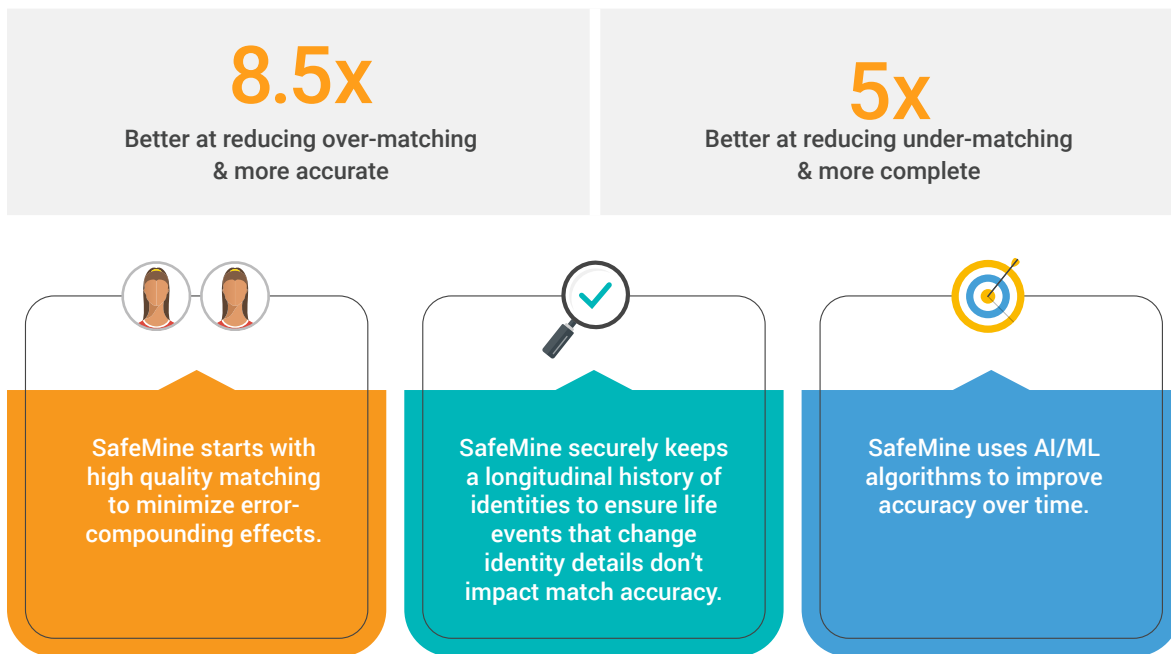 8.5x
Better at reducing over-matching
& more accurate
5x
Better at reducing under-matching
& more complete
SafeMine starts with
high quality matching
to minimize error-
compounding effects.
SafeMine securely keeps
a longitudinal history of
identities to ensure life
events that change
identity details don’t
impact match accuracy.
SafeMine uses AI/ML
algorithms to improve
accuracy over time.